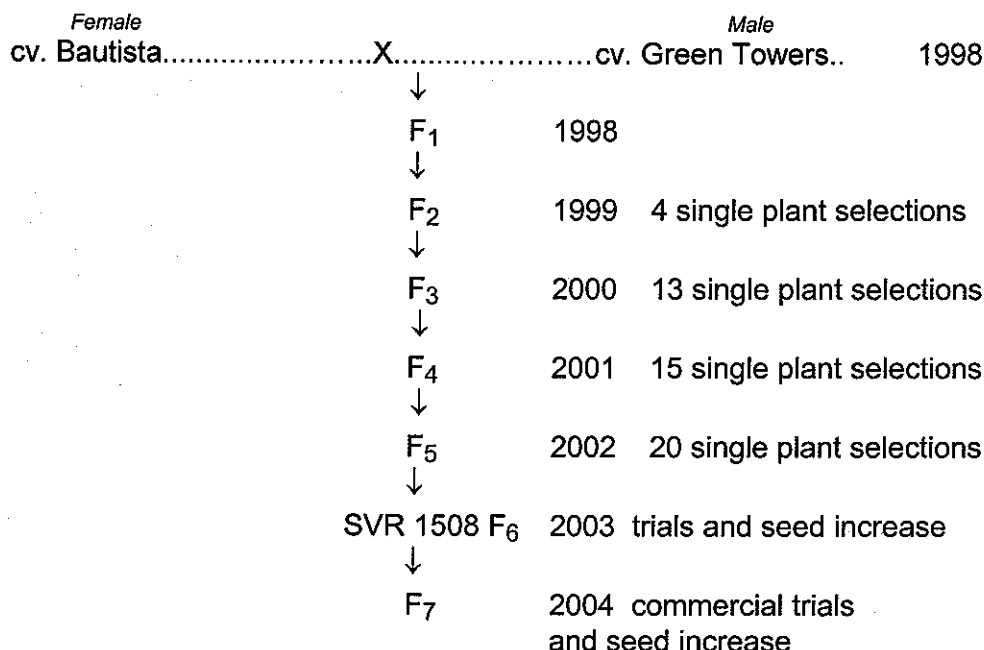 Female Male
cv. Bautista.......................X......................cv. Green Towers.. 1998
↓
F1 1998
↓
F2 1999 4 single plant selections
↓
F3 2000 13 single plant selections
↓
F4 2001 15 single plant selections
↓
F5 2002 20 single plant selections
↓
SVR 1508 F6 2003 trials and seed increase
↓
F7 2004 commercial trials
and seed increase